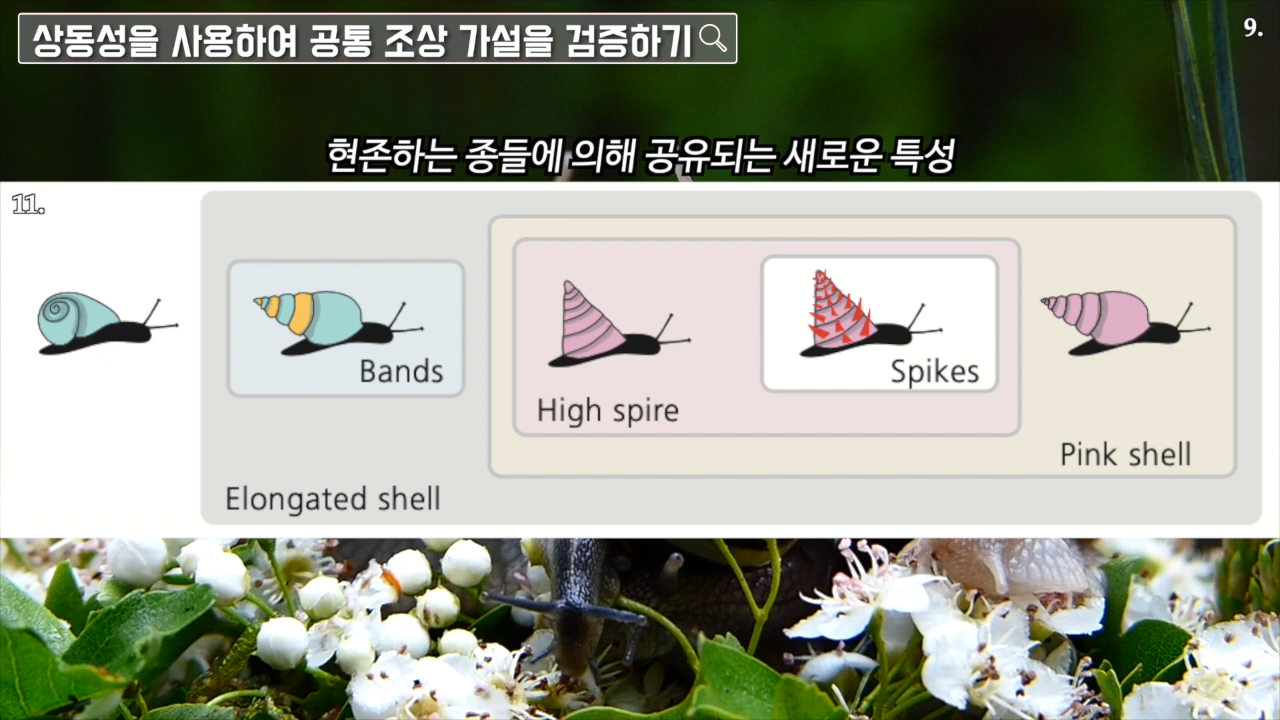 상동성을 사용하여 공통 조상 가설을 검증하기
9.
현존하는 종들에 의해 공유되는 새로운 특성
11.
Bands
Spikes
High spire
Pink shell
Elongated shell